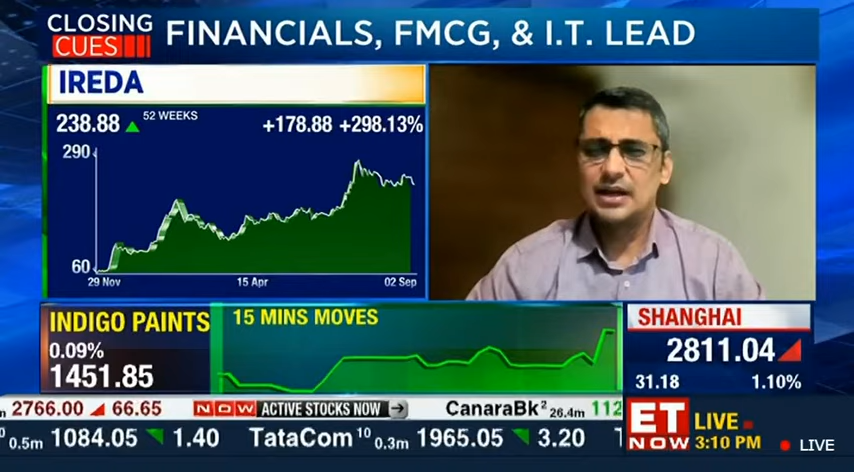 CLOSING CUES
FINANCIALS, FMCG, & I.T. LEAD
IREDA
238.88 52 WEEKS +178.88 +298.13%
290
60
29 Nov 15 Apr 02 Sep
INDIGO PAINTS
0.09%
1451.85
15 MINS MOVES
SHANGHAI
2811.04
31.18 1.10%
2766.00 66.65 NOW ACTIVE STOCKS NOW CanaraBk 2 26.4m 112
0.5m 1084.05 1.40 TataCom 10 0.3m 1965.05 3.20
ET NOW
LIVE
3:10 PM
LIVE